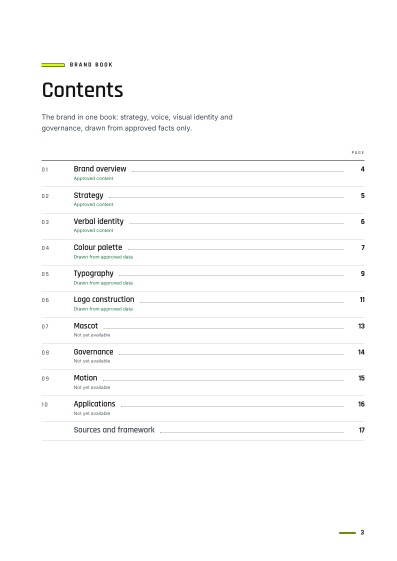 BRAND BOOK
Contents
The brand in one book: strategy, voice, visual identity and
governance, drawn from approved facts only.
PAGE
01 Brand overview 4
Approved content
02 Strategy 5
Approved content
03 Verbal identity 6
Approved content
04 Colour palette 7
Drawn from approved data
05 Typography 9
Drawn from approved data
06 Logo construction 11
Drawn from approved data
07 Mascot 13
Not yet available
08 Governance 14
Not yet available
09 Motion 15
Not yet available
10 Applications 16
Not yet available
Sources and framework 17
3